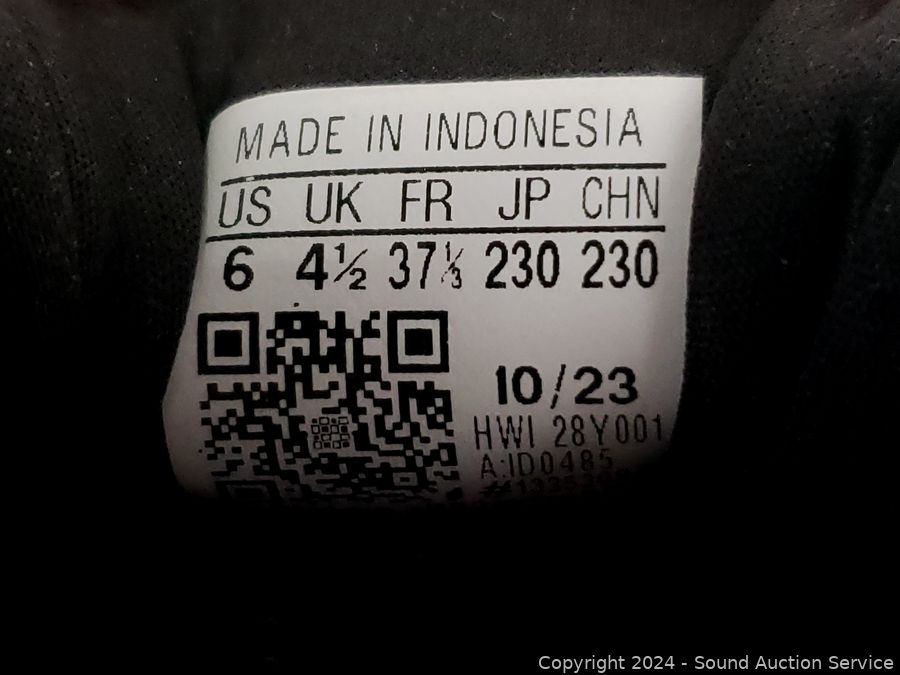 MADE IN INDONESIA
US UK FR JP CHN
6 4½ 37⅓ 230 230
10/23
HWI 28Y001
A:ID0485
Copyright 2024 - Sound Auction Service